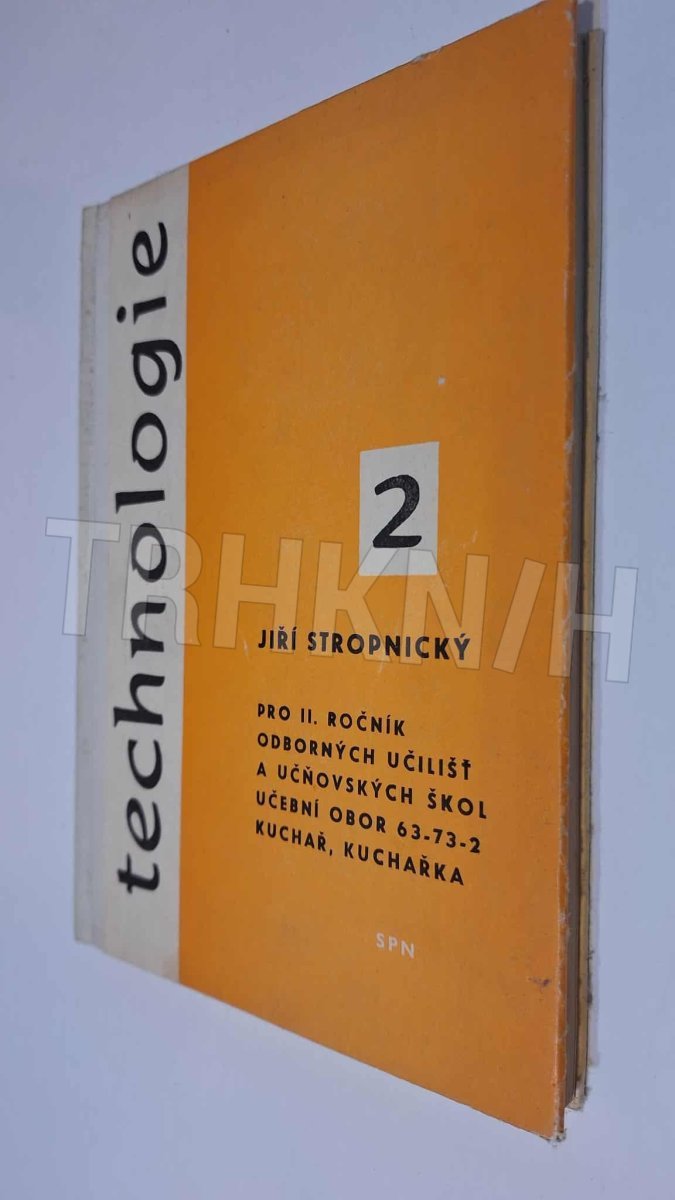 technologie
2
JIŘÍ STROPNICKÝ
PRO II. ROČNÍK
ODBORNÝCH UČILIŠŤ
A UČŇOVSKÝCH ŠKOL
UČEBNÍ OBOR 63-73-2
KUCHAŘ, KUCHAŘKA
SPN
TRHKNIH